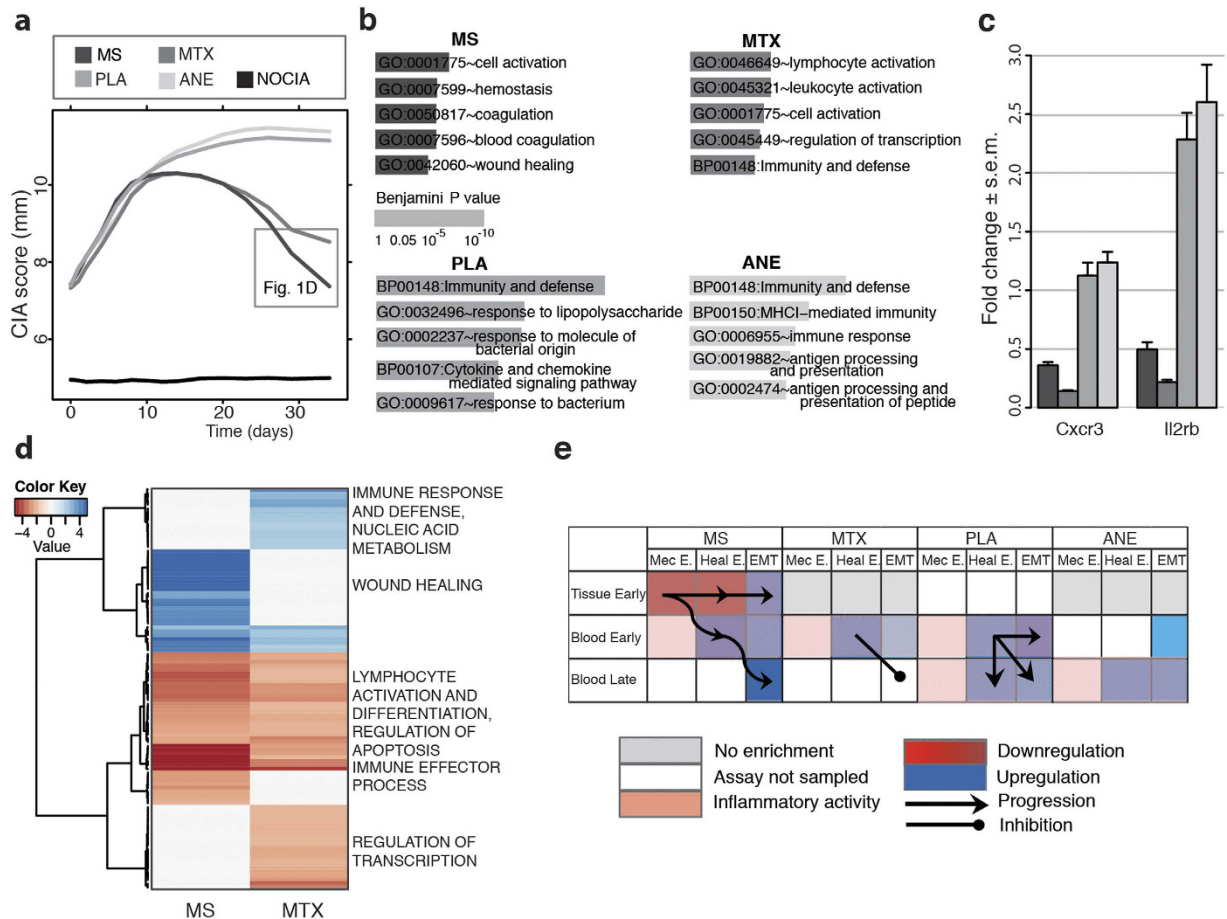 a
MS
MTX
PLA
ANE
NOCIA
CIA score (mm)
10
8
6
Fig. 1D
0
10
20
30
Time (days)
b
MS
GO:0001775~cell activation
GO:0007599~hemostasis
GO:0050817~coagulation
GO:0007596~blood coagulation
GO:0042060~wound healing
Benjamini P value
1 0.05 10-5 10-10
MTX
GO:0046649~lymphocyte activation
GO:0045321~leukocyte activation
GO:0001775~cell activation
GO:0045449~regulation of transcription
BP00148:Immunity and defense
PLA
BP00148:Immunity and defense
GO:0032496~response to lipopolysaccharide
GO:0002237~response to molecule of
bacterial origin
BP00107:Cytokine and chemokine
mediated signaling pathway
GO:0009617~response to bacterium
ANE
BP00148:Immunity and defense
BP00150:MHCI−mediated immunity
GO:0006955~immune response
GO:0019882~antigen processing
and presentation
GO:0002474~antigen processing and
presentation of peptide
c
Fold change ± s.e.m.
3.0
2.5
2.0
1.5
1.0
0.5
0.0
Cxcr3
Il2rb
d
Color Key
−4 0 2 4
Value
IMMUNE RESPONSE
AND DEFENSE,
NUCLEIC ACID
METABOLISM
WOUND HEALING
LYMPHOCYTE
ACTIVATION AND
DIFFERENTIATION,
REGULATION OF
APOPTOSIS
IMMUNE EFFECTOR
PROCESS
REGULATION OF
TRANSCRIPTION
MS
MTX
e
MS MTX PLA ANE
Mec E. Heal E. EMT Mec E. Heal E. EMT Mec E. Heal E. EMT Mec E. Heal E. EMT
Tissue Early
Blood Early
Blood Late
No enrichment
Assay not sampled
Inflammatory activity
Downregulation
Upregulation
Progression
Inhibition